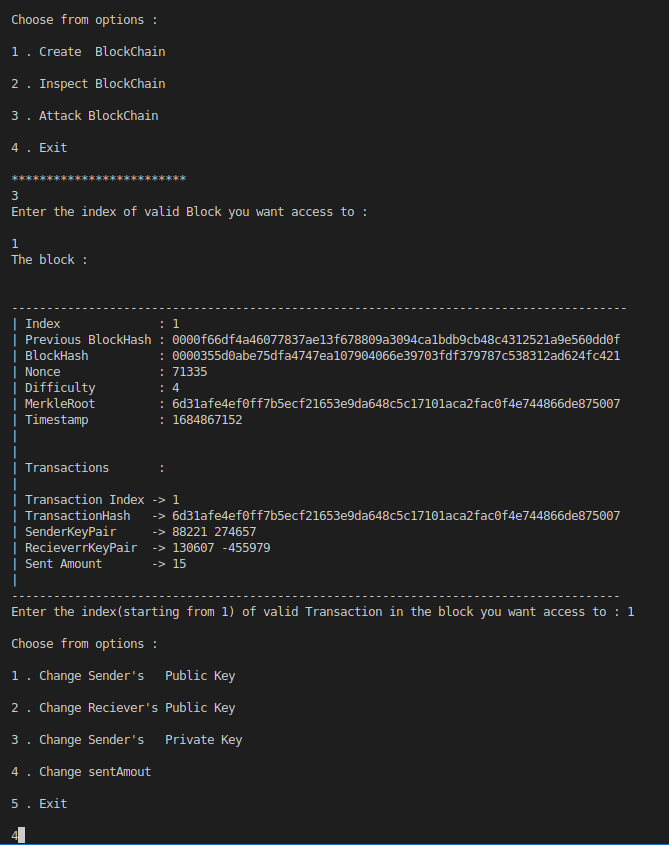 Choose from options :
1 . Create  BlockChain
2 . Inspect BlockChain
3 . Attack BlockChain
4 . Exit
*************************
3
Enter the index of valid Block you want access to :
1
The block :
----------------------------------------------------------------------------------------
| Index              : 1
| Previous BlockHash : 0000f66df4a46077837ae13f678809a3094ca1bdb9cb48c4312521a9e560dd0f
| BlockHash          : 0000355d0abe75dfa4747ea107904066e39703fdf379787c538312ad624fc421
| Nonce              : 71335
| Difficulty         : 4
| MerkleRoot         : 6d31afe4ef0ff7b5ecf21653e9da648c5c17101aca2fac0f4e744866de875007
| Timestamp          : 1684867152
|
|
| Transactions       :
|
| Transaction Index -> 1
| TransactionHash   -> 6d31afe4ef0ff7b5ecf21653e9da648c5c17101aca2fac0f4e744866de875007
| SenderKeyPair     -> 88221 274657
| RecieverrKeyPair  -> 130607 -455979
| Sent Amount       -> 15
|
---------------------------------------------------------------------------------------
Enter the index(starting from 1) of valid Transaction in the block you want access to : 1
Choose from options :
1 . Change Sender's   Public Key
2 . Change Reciever's Public Key
3 . Change Sender's   Private Key
4 . Change sentAmout
5 . Exit
4